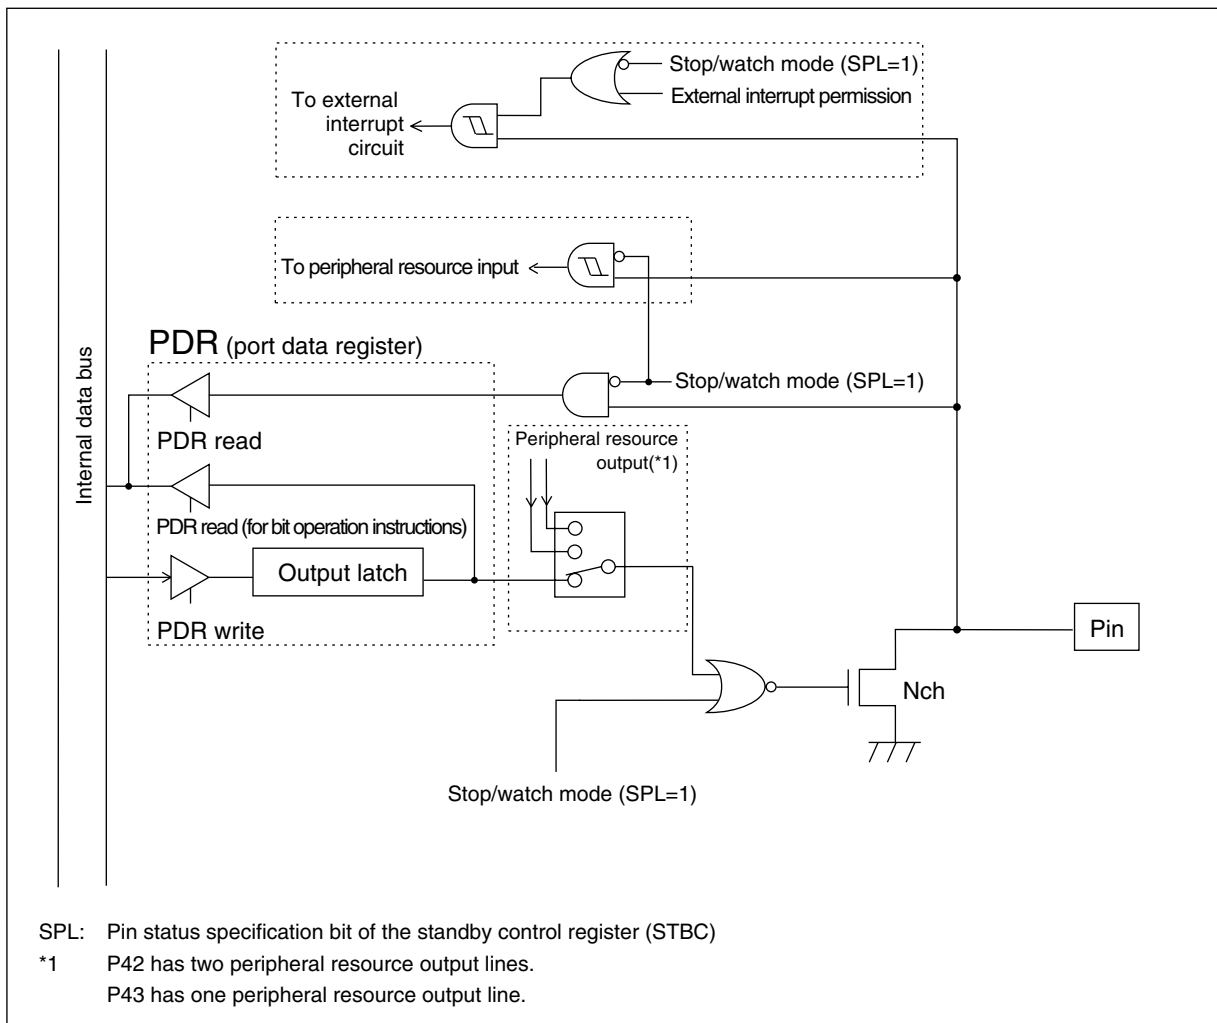 Stop/watch mode (SPL=1)
External interrupt permission
To external
interrupt
circuit
To peripheral resource input
PDR (port data register)
Stop/watch mode (SPL=1)
Internal data bus
PDR read
Peripheral resource
output(*1)
PDR read (for bit operation instructions)
Output latch
PDR write
Pin
Nch
Stop/watch mode (SPL=1)
SPL: Pin status specification bit of the standby control register (STBC)
*1 P42 has two peripheral resource output lines.
P43 has one peripheral resource output line.